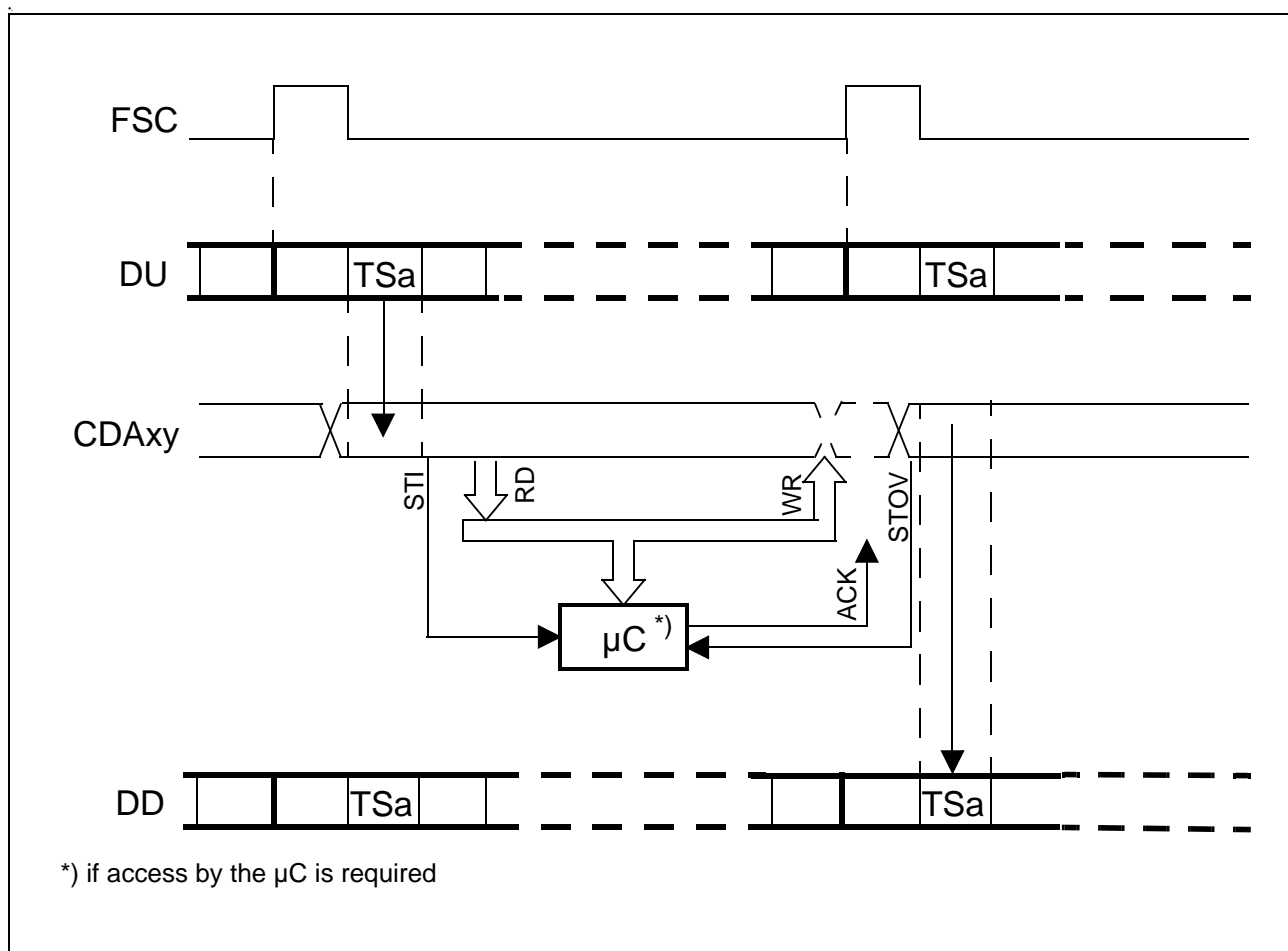 FSC
DU
TSa
TSa
CDAxy
STI
RD
WR
STOV
ACK
µC *)
DD
TSa
TSa
*) if access by the µC is required